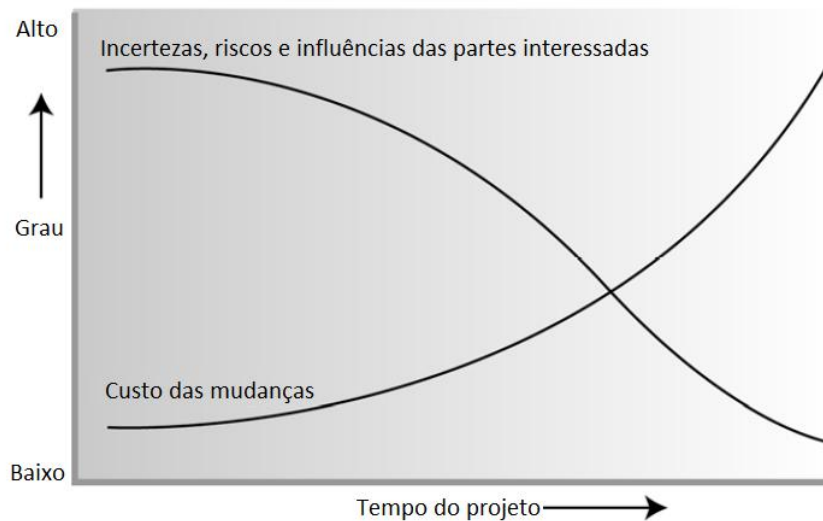 Alto
Incertezas, riscos e influências das partes interessadas
Grau
Custo das mudanças
Baixo
Tempo do projeto